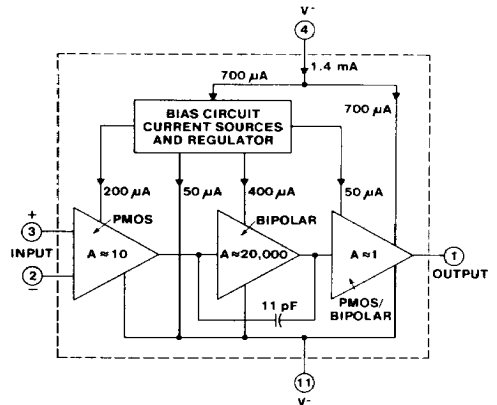 V-
4
1.4 mA
700 µA
700 µA
BIAS CIRCUIT
CURRENT SOURCES
AND REGULATOR
200 µA
50 µA
400 µA
50 µA
+
3
INPUT
2
−
PMOS
A ≈ 10
BIPOLAR
A ≈ 20,000
A ≈ 1
PMOS/
BIPOLAR
1
OUTPUT
11 pF
11
V-